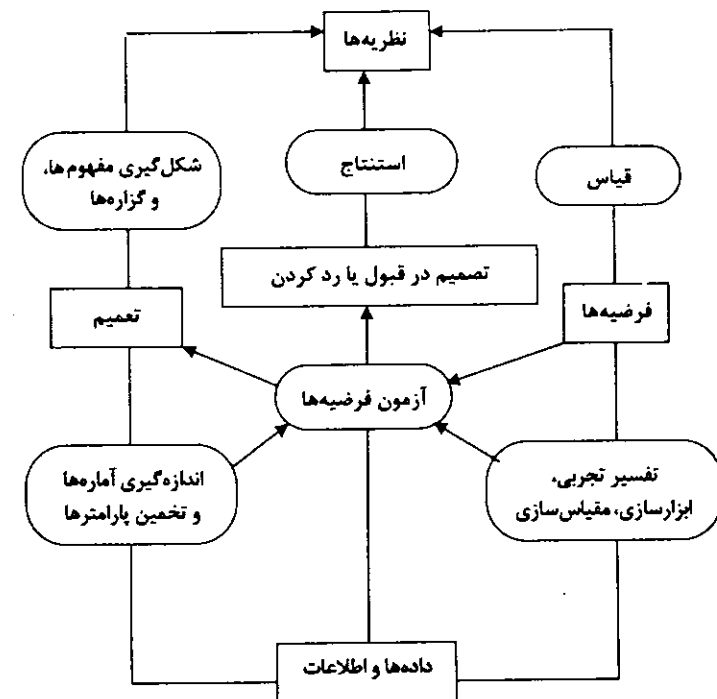 نظریه‌ها
شکل‌گیری مفهوم‌ها،
و گزاره‌ها
استنتاج
قیاس
تصمیم در قبول یا رد کردن
تعمیم
فرضیه‌ها
آزمون فرضیه‌ها
اندازه‌گیری آماره‌ها
و تخمین پارامترها
تفسیر تجربی،
ابزارسازی، مقیاس‌سازی
داده‌ها و اطلاعات